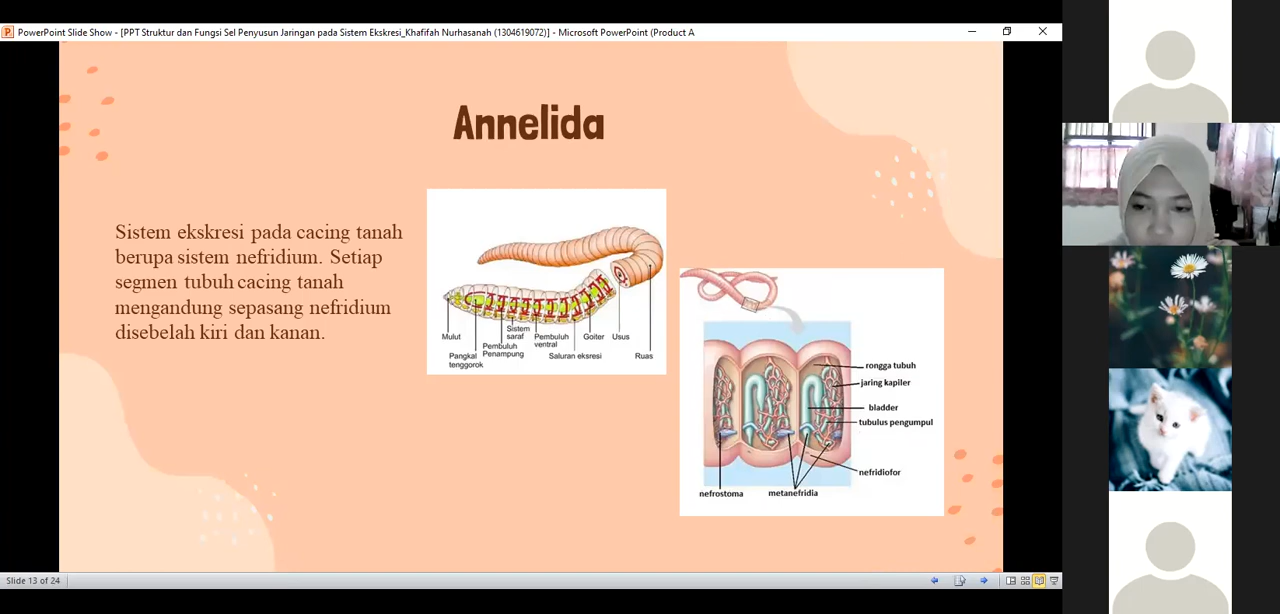 PowerPoint Slide Show - [PPT Struktur dan Fungsi Sel Penyusun Jaringan pada Sistem Ekskresi_Khafifah Nurhasanah (1304619072)] - Microsoft PowerPoint (Product A
Annelida
Sistem ekskresi pada cacing tanah
berupa sistem nefridium. Setiap
segmen tubuh cacing tanah
mengandung sepasang nefridium
disebelah kiri dan kanan.
Mulut
Pangkal
tenggorok
Pembuluh
Penampung
Sistem
saraf
Pembuluh
ventral
Saluran eksresi
Goiter
Usus
Ruas
rongga tubuh
jaring kapiler
bladder
tubulus pengumpul
nefridiofor
nefrostoma
metanefridia
Slide 13 of 24